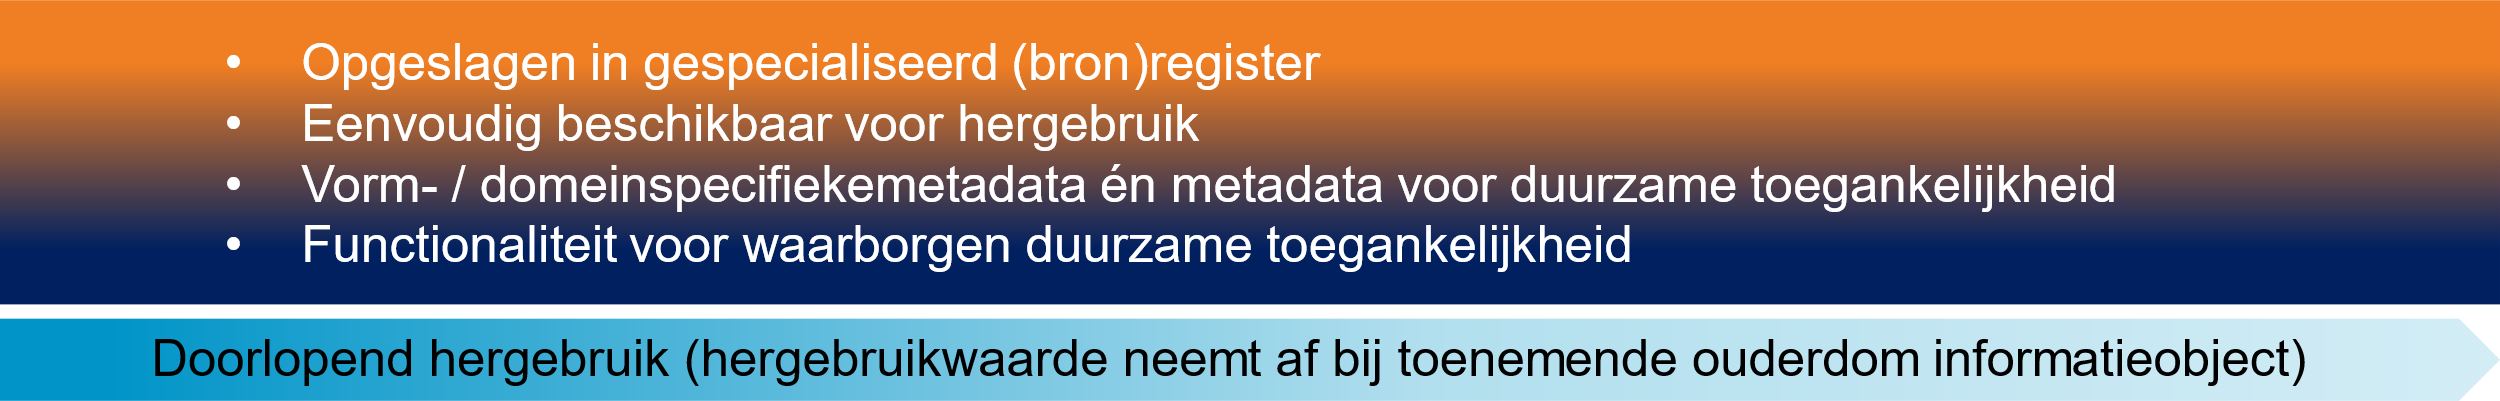 • Opgeslagen in gespecialiseerd (bron)register
• Eenvoudig beschikbaar voor hergebruik
• Vorm- / domeinspecifiekemetadata én metadata voor duurzame toegankelijkheid
• Functionaliteit voor waarborgen duurzame toegankelijkheid
Doorlopend hergebruik (hergebruikwaarde neemt af bij toenemende ouderdom informatieobject)